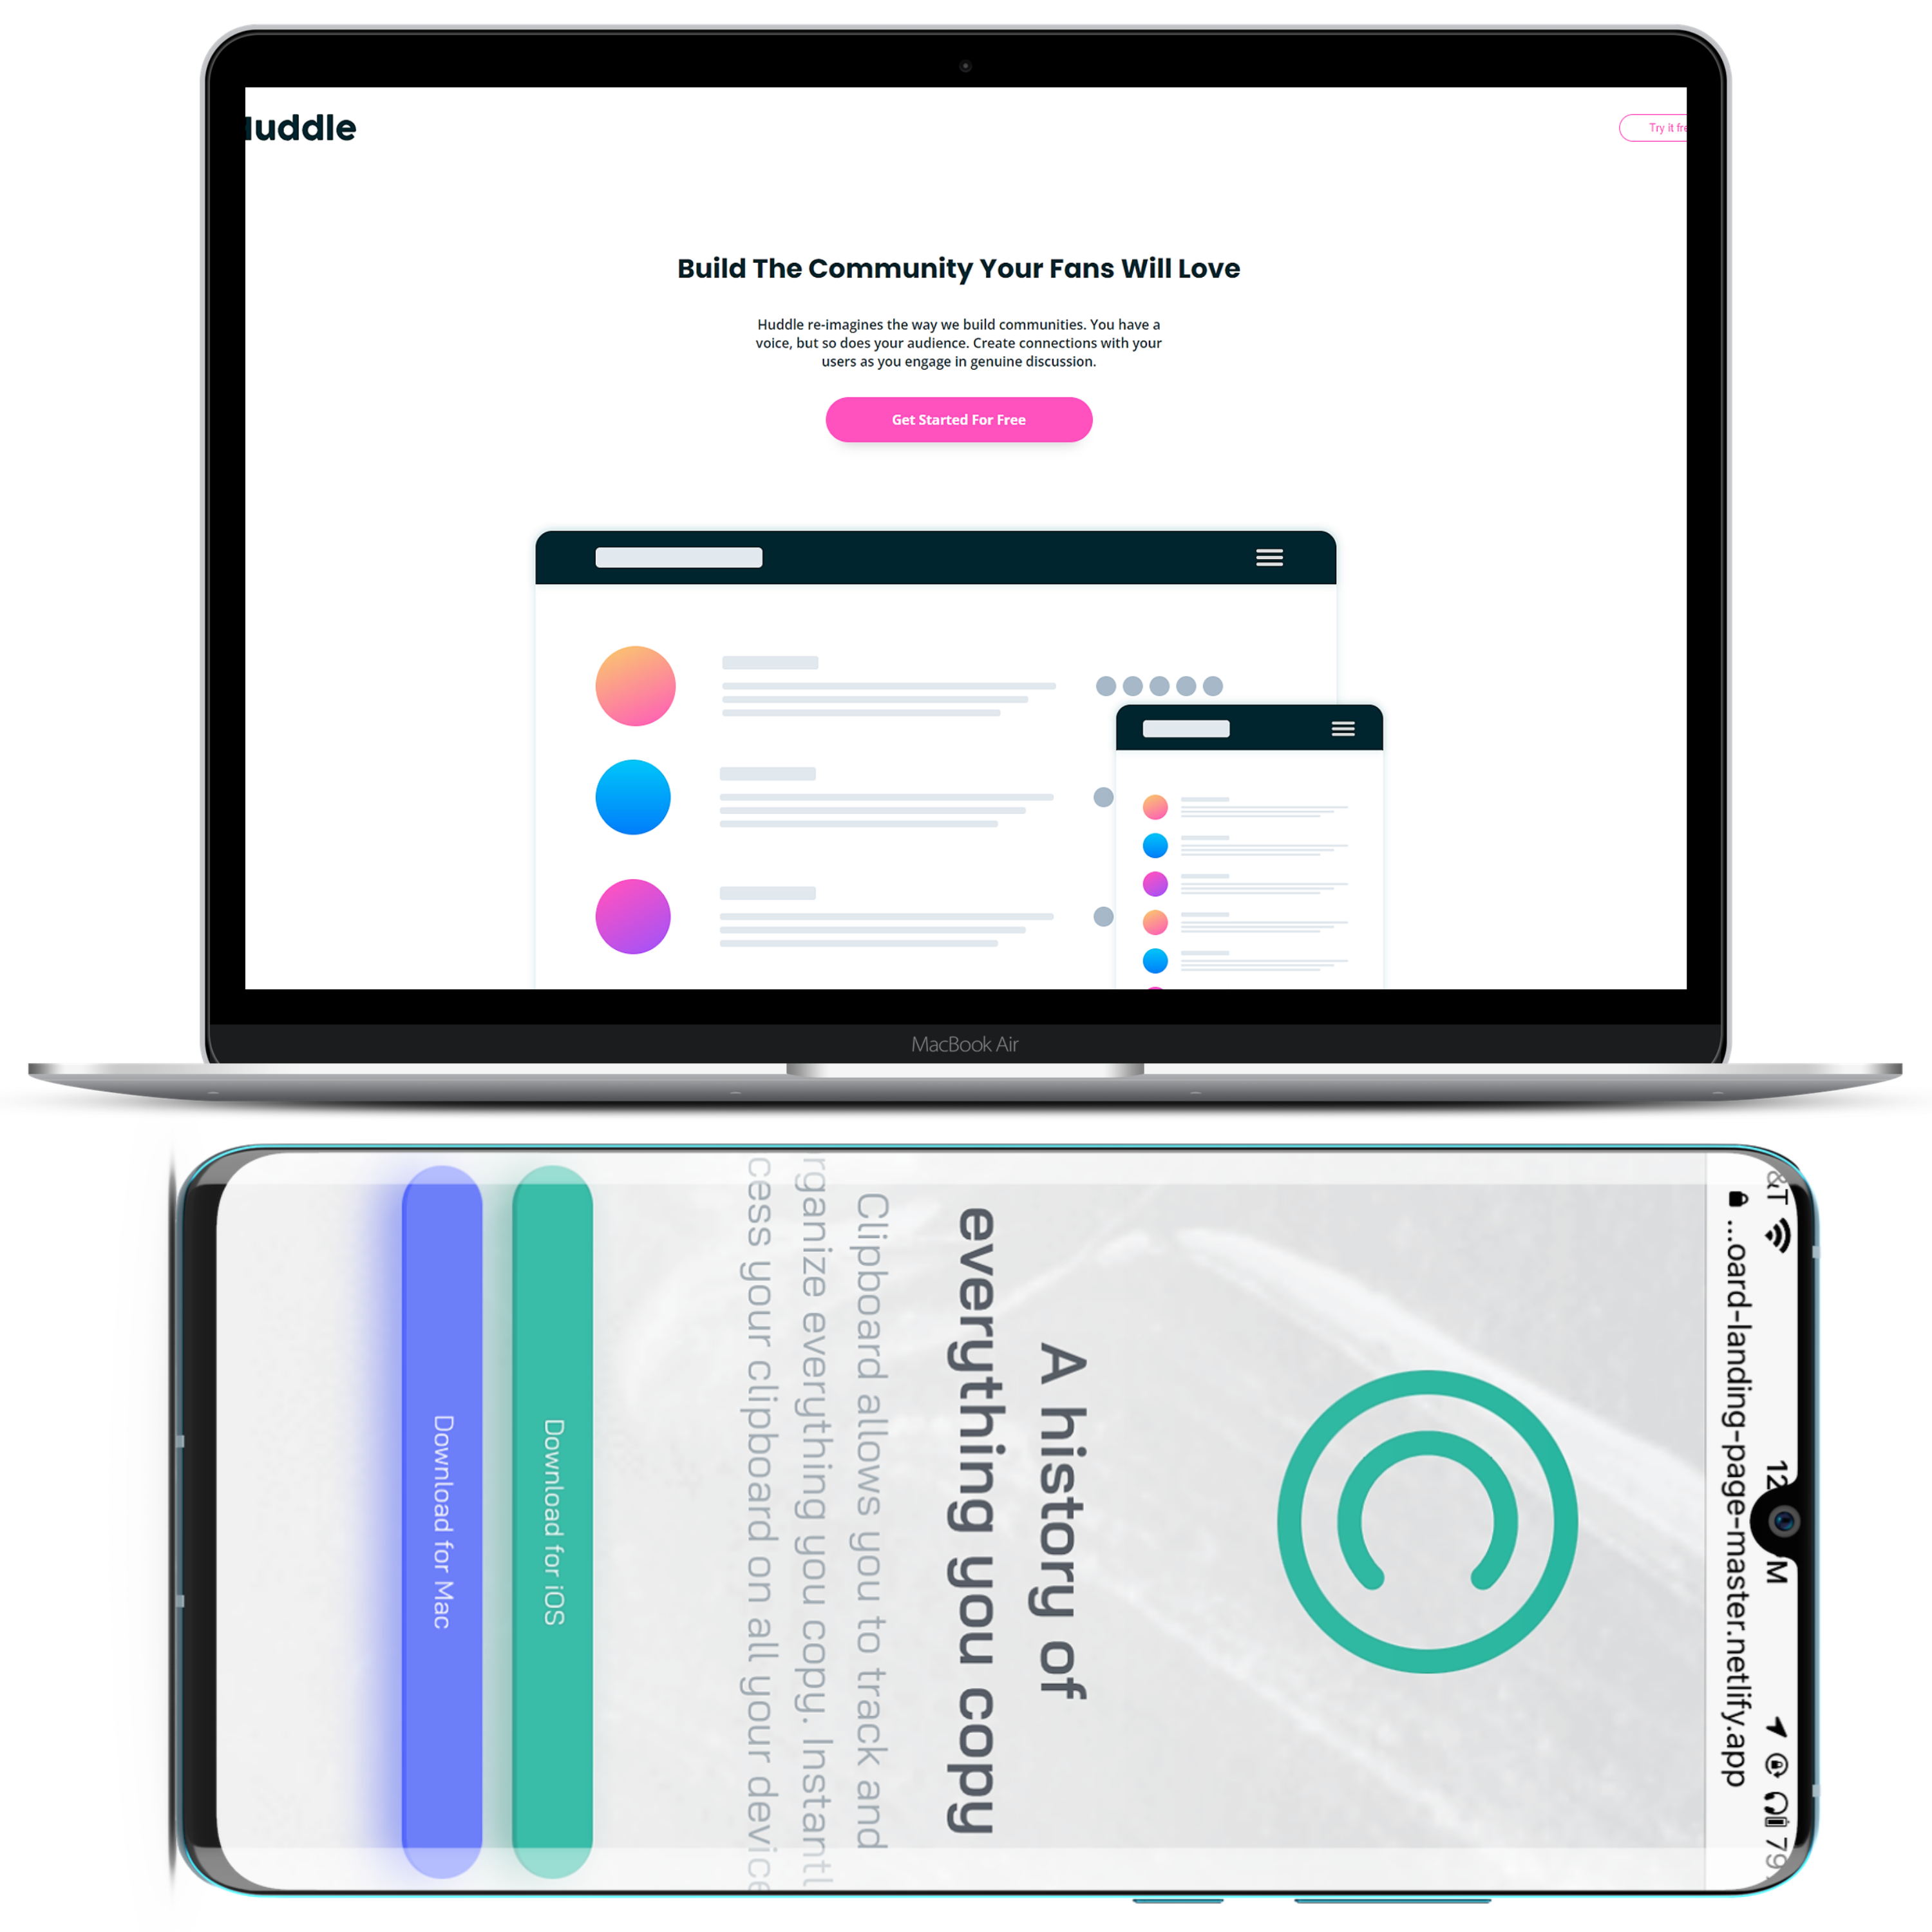 Huddle
Try it fre
Build The Community Your Fans Will Love
Huddle re-imagines the way we build communities. You have a
voice, but so does your audience. Create connections with your
users as you engage in genuine discussion.
Get Started For Free
MacBook Air
&T 12 M 79
...oard-landing-page-master.netlify.app
A history of
everything you copy
Clipboard allows you to track and
rganize everything you copy. Instantl
cess your clipboard on all your device
Download for iOS
Download for Mac